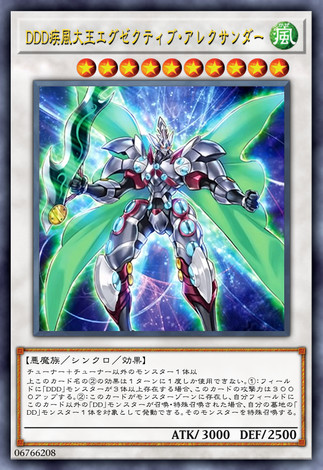 DDD疾風大王エグゼクティブ・アレクサンダー
風
【悪魔族／シンクロ／効果】
チューナー＋チューナー以外のモンスター１体以上
上このカード名の②の効果は１ターンに１度しか使用できない。①:フィールドに「DDD」モンスターが３体以上存在する場合、このカードの攻撃力は３０００アップする。②:このカードがモンスターゾーンに存在し、自分フィールドにこのカード以外の「DD」モンスターが召喚・特殊召喚された場合、自分の墓地の「DD」モンスター１体を対象として発動できる。そのモンスターを特殊召喚する。
ATK/3000 DEF/2500
06766208